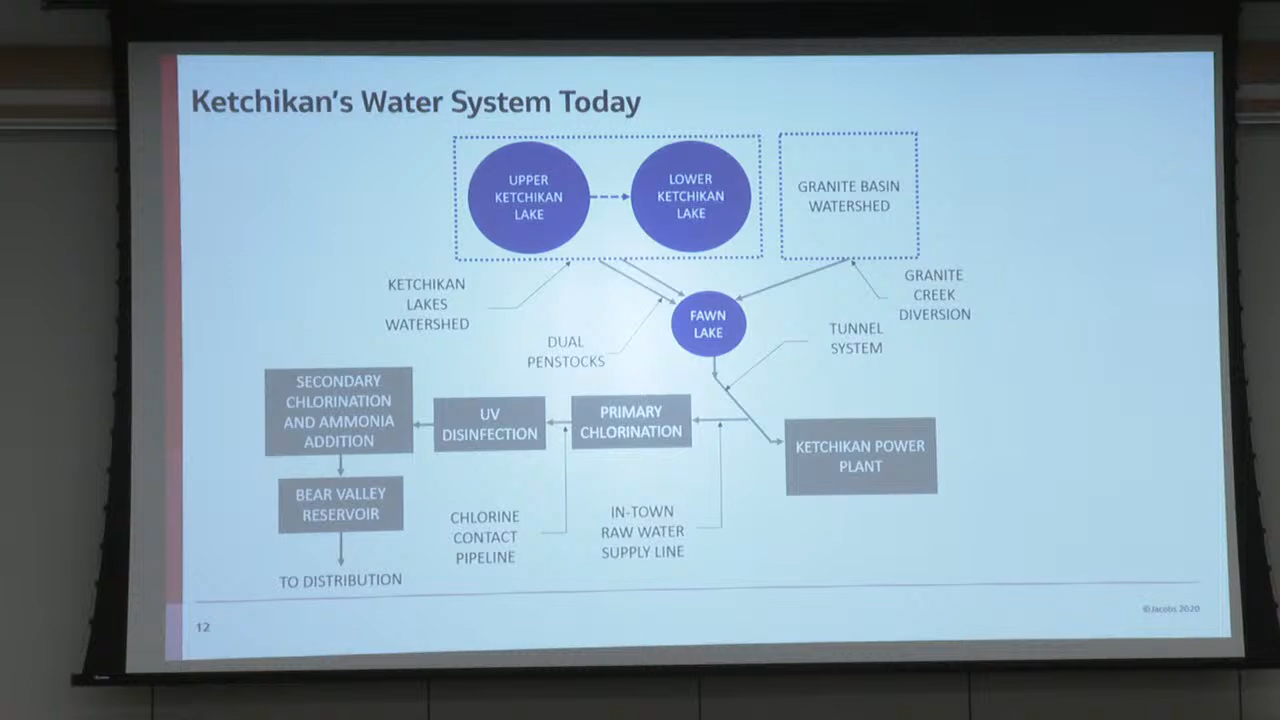 Ketchikan's Water System Today
UPPER
KETCHIKAN
LAKE
LOWER
KETCHIKAN
LAKE
GRANITE BASIN
WATERSHED
KETCHIKAN
LAKES
WATERSHED
GRANITE
CREEK
DIVERSION
FAWN
LAKE
DUAL
PENSTOCKS
TUNNEL
SYSTEM
SECONDARY
CHLORINATION
AND AMMONIA
ADDITION
UV
DISINFECTION
PRIMARY
CHLORINATION
KETCHIKAN POWER
PLANT
BEAR VALLEY
RESERVOIR
CHLORINE
CONTACT
PIPELINE
IN-TOWN
RAW WATER
SUPPLY LINE
TO DISTRIBUTION
©Jacobs 2020
12